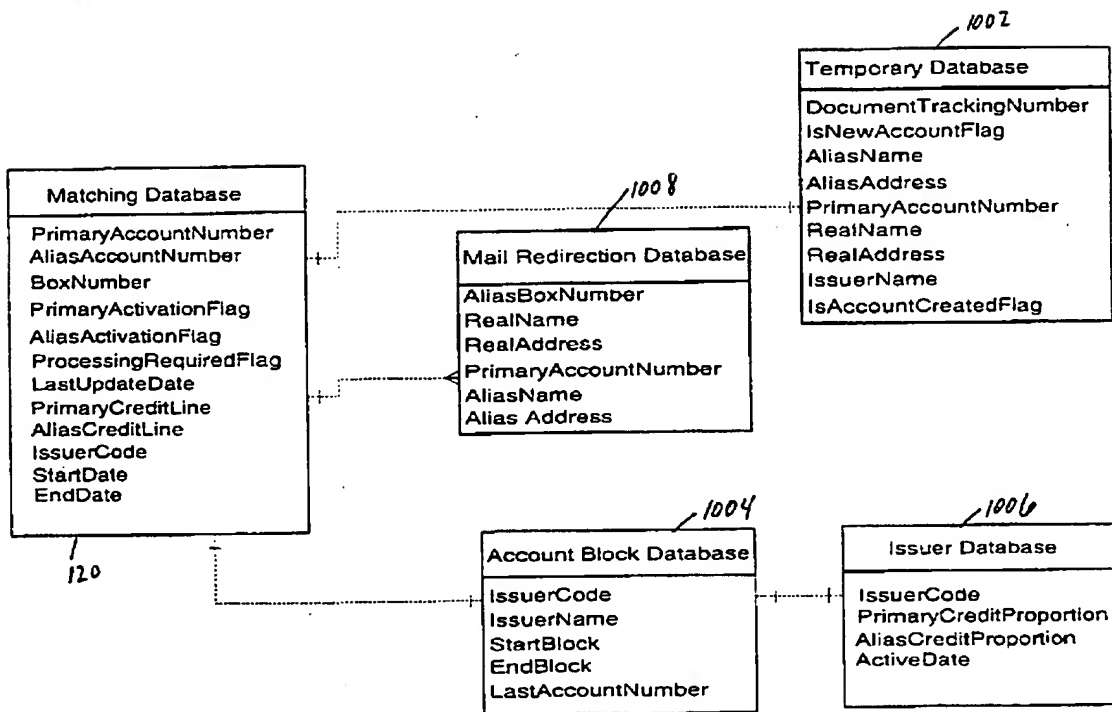 1002
Temporary Database
DocumentTrackingNumber
IsNewAccountFlag
AliasName
AliasAddress
PrimaryAccountNumber
RealName
RealAddress
IssuerName
IsAccountCreatedFlag
Matching Database
PrimaryAccountNumber
AliasAccountNumber
BoxNumber
PrimaryActivationFlag
AliasActivationFlag
ProcessingRequiredFlag
LastUpdateDate
PrimaryCreditLine
AliasCreditLine
IssuerCode
StartDate
EndDate
120
1008
Mail Redirection Database
AliasBoxNumber
RealName
RealAddress
PrimaryAccountNumber
AliasName
Alias Address
1004
Account Block Database
IssuerCode
IssuerName
StartBlock
EndBlock
LastAccountNumber
1006
Issuer Database
IssuerCode
PrimaryCreditProportion
AliasCreditProportion
ActiveDate